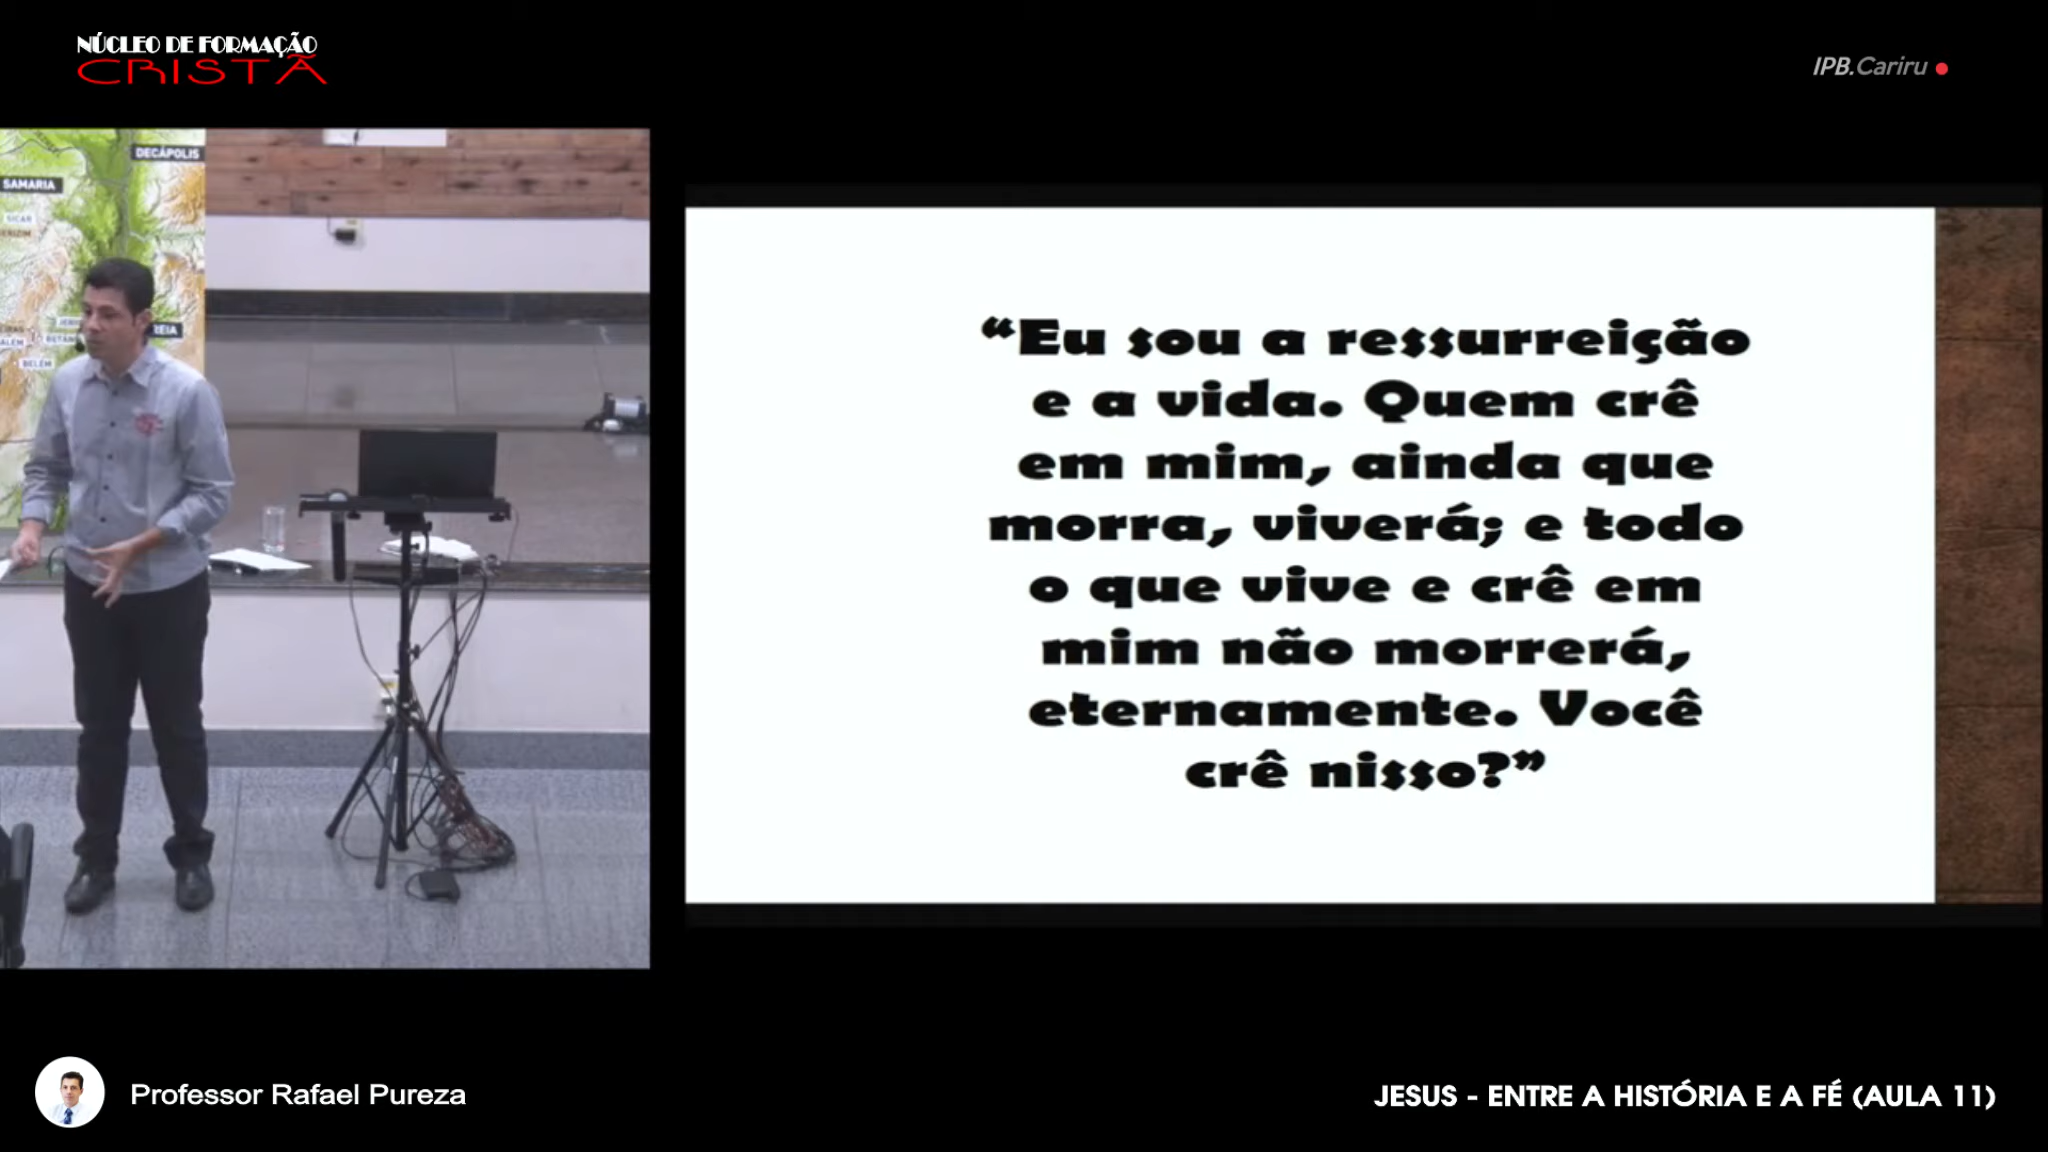 NÚCLEO DE FORMAÇÃO
CRISTÃ
IPB.Cariru
DECÁPOLIS
SAMARIA
SICAR
BELÉM
“Eu sou a ressurreição
e a vida. Quem crê
em mim, ainda que
morra, viverá; e todo
o que vive e crê em
mim não morrerá,
eternamente. Você
crê nisso?”
Professor Rafael Pureza
JESUS - ENTRE A HISTÓRIA E A FÉ (AULA 11)